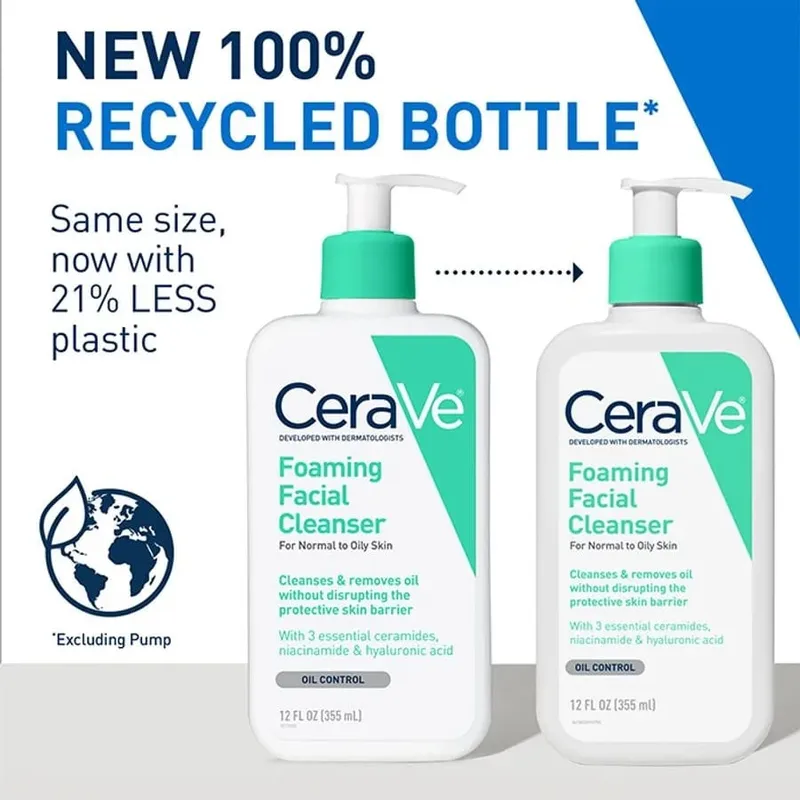 NEW 100%
RECYCLED BOTTLE*
Same size,
now with
21% LESS
plastic
*Excluding Pump
CeraVe®
DEVELOPED WITH DERMATOLOGISTS
Foaming
Facial
Cleanser
For Normal to Oily Skin
Cleanses & removes oil
without disrupting the
protective skin barrier
With 3 essential ceramides,
niacinamide & hyaluronic acid
OIL CONTROL
12 FL OZ (355 mL)
CeraVe®
DEVELOPED WITH DERMATOLOGISTS
Foaming
Facial
Cleanser
For Normal to Oily Skin
Cleanses & removes oil
without disrupting the
protective skin barrier
With 3 essential ceramides,
niacinamide & hyaluronic acid
OIL CONTROL
12 FL OZ (355 mL)